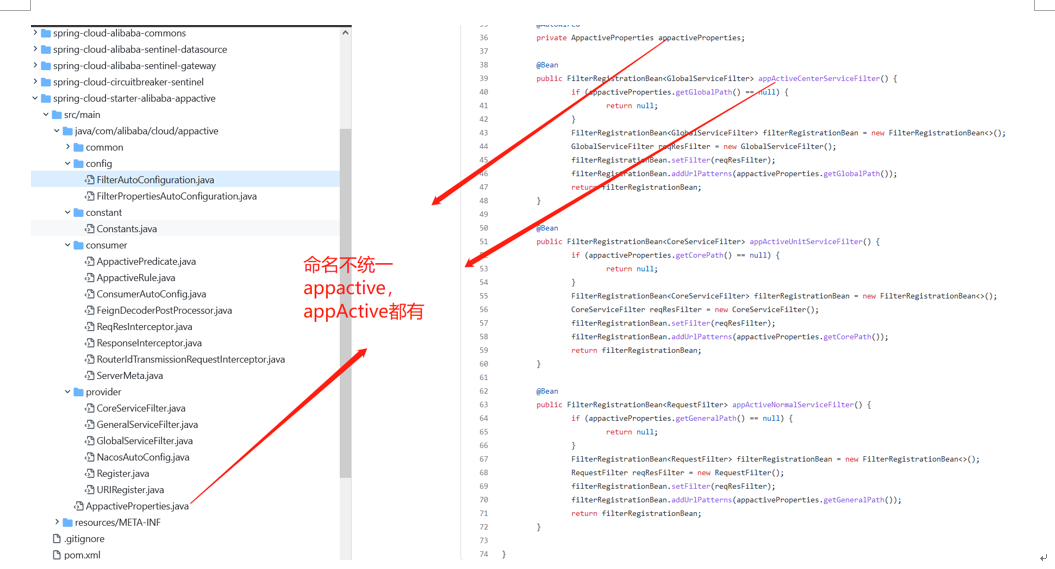 spring-cloud-alibaba-commons
spring-cloud-alibaba-sentinel-datasource
spring-cloud-alibaba-sentinel-gateway
spring-cloud-circuitbreaker-sentinel
spring-cloud-starter-alibaba-appactive
src/main
java/com/alibaba/cloud/appactive
common
config
FilterAutoConfiguration.java
FilterPropertiesAutoConfiguration.java
constant
Constants.java
consumer
AppactivePredicate.java
AppactiveRule.java
ConsumerAutoConfig.java
FeignDecoderPostProcessor.java
ReqResInterceptor.java
ResponseInterceptor.java
RouterIdTransmissionRequestInterceptor.java
ServerMeta.java
provider
CoreServiceFilter.java
GeneralServiceFilter.java
GlobalServiceFilter.java
NacosAutoConfig.java
Register.java
URIRegister.java
AppactiveProperties.java
resources/META-INF
.gitignore
pom.xml
命名不统一
appactive,
appActive都有
35 @Autowired
36 private AppactiveProperties appactiveProperties;
37
38 @Bean
39 public FilterRegistrationBean<GlobalServiceFilter> appActiveCenterServiceFilter() {
40 if (appactiveProperties.getGlobalPath() == null) {
41 return null;
42 }
43 FilterRegistrationBean<GlobalServiceFilter> filterRegistrationBean = new FilterRegistrationBean<>();
44 GlobalServiceFilter reqResFilter = new GlobalServiceFilter();
45 filterRegistrationBean.setFilter(reqResFilter);
46 filterRegistrationBean.addUrlPatterns(appactiveProperties.getGlobalPath());
47 return filterRegistrationBean;
48 }
49
50 @Bean
51 public FilterRegistrationBean<CoreServiceFilter> appActiveUnitServiceFilter() {
if (appactiveProperties.getCorePath() == null) {
53 return null;
54 }
55 FilterRegistrationBean<CoreServiceFilter> filterRegistrationBean = new FilterRegistrationBean<>();
56 CoreServiceFilter reqResFilter = new CoreServiceFilter();
57 filterRegistrationBean.setFilter(reqResFilter);
58 filterRegistrationBean.addUrlPatterns(appactiveProperties.getCorePath());
59 return filterRegistrationBean;
60 }
61
62 @Bean
63 public FilterRegistrationBean<RequestFilter> appActiveNormalServiceFilter() {
64 if (appactiveProperties.getGeneralPath() == null) {
65 return null;
66 }
67 FilterRegistrationBean<RequestFilter> filterRegistrationBean = new FilterRegistrationBean<>();
68 RequestFilter reqResFilter = new RequestFilter();
69 filterRegistrationBean.setFilter(reqResFilter);
70 filterRegistrationBean.addUrlPatterns(appactiveProperties.getGeneralPath());
71 return filterRegistrationBean;
72 }
73
74 }